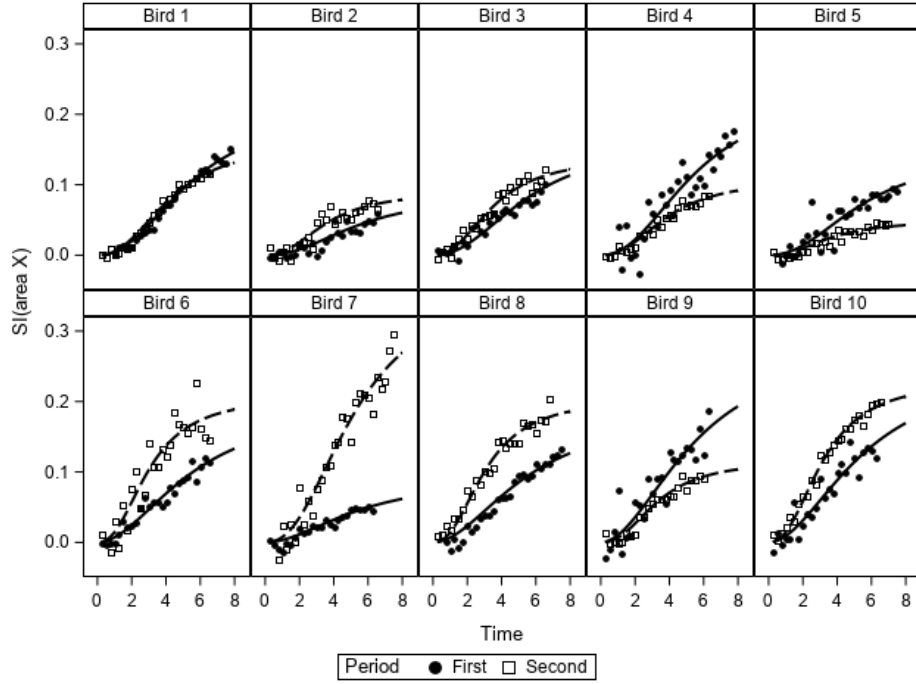 Bird 1 Bird 2 Bird 3 Bird 4 Bird 5
0.3
0.2
0.1
0.0
SI(area X)
Bird 6 Bird 7 Bird 8 Bird 9 Bird 10
0.3
0.2
0.1
0.0
0 2 4 6 8 0 2 4 6 8 0 2 4 6 8 0 2 4 6 8 0 2 4 6 8
Time
Period First Second